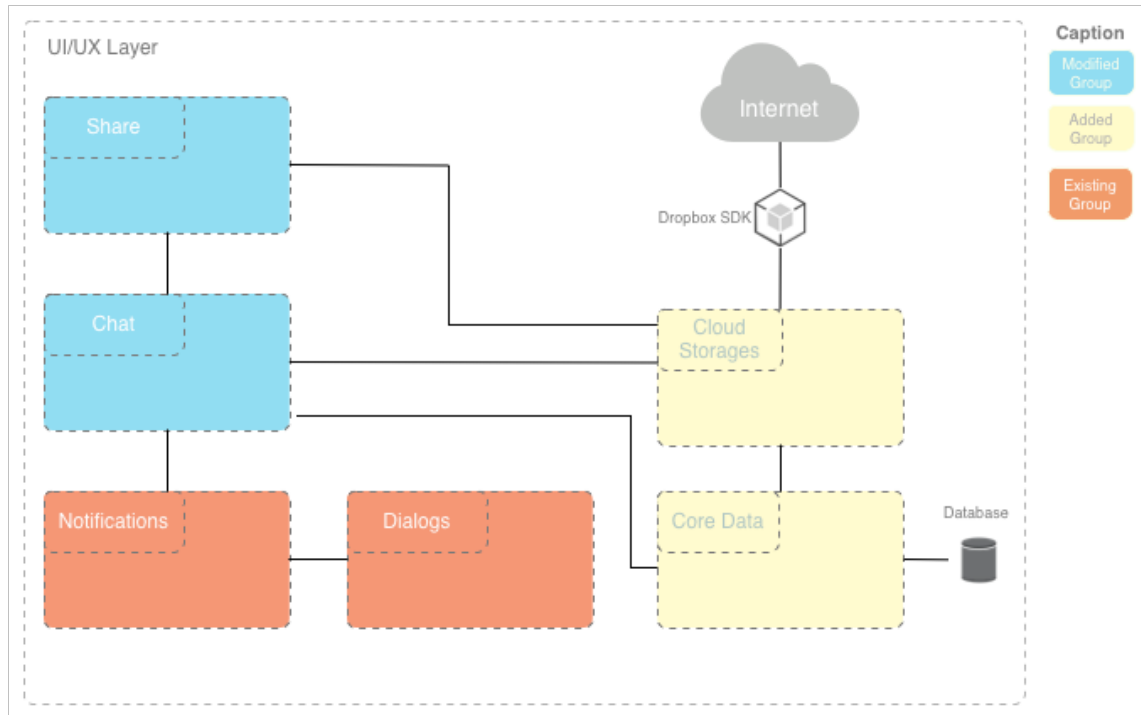 UI/UX Layer
Caption
Modified
Group
Share
Internet
Added
Group
Existing
Group
Dropbox SDK
Chat
Cloud
Storages
Notifications
Dialogs
Core Data
Database